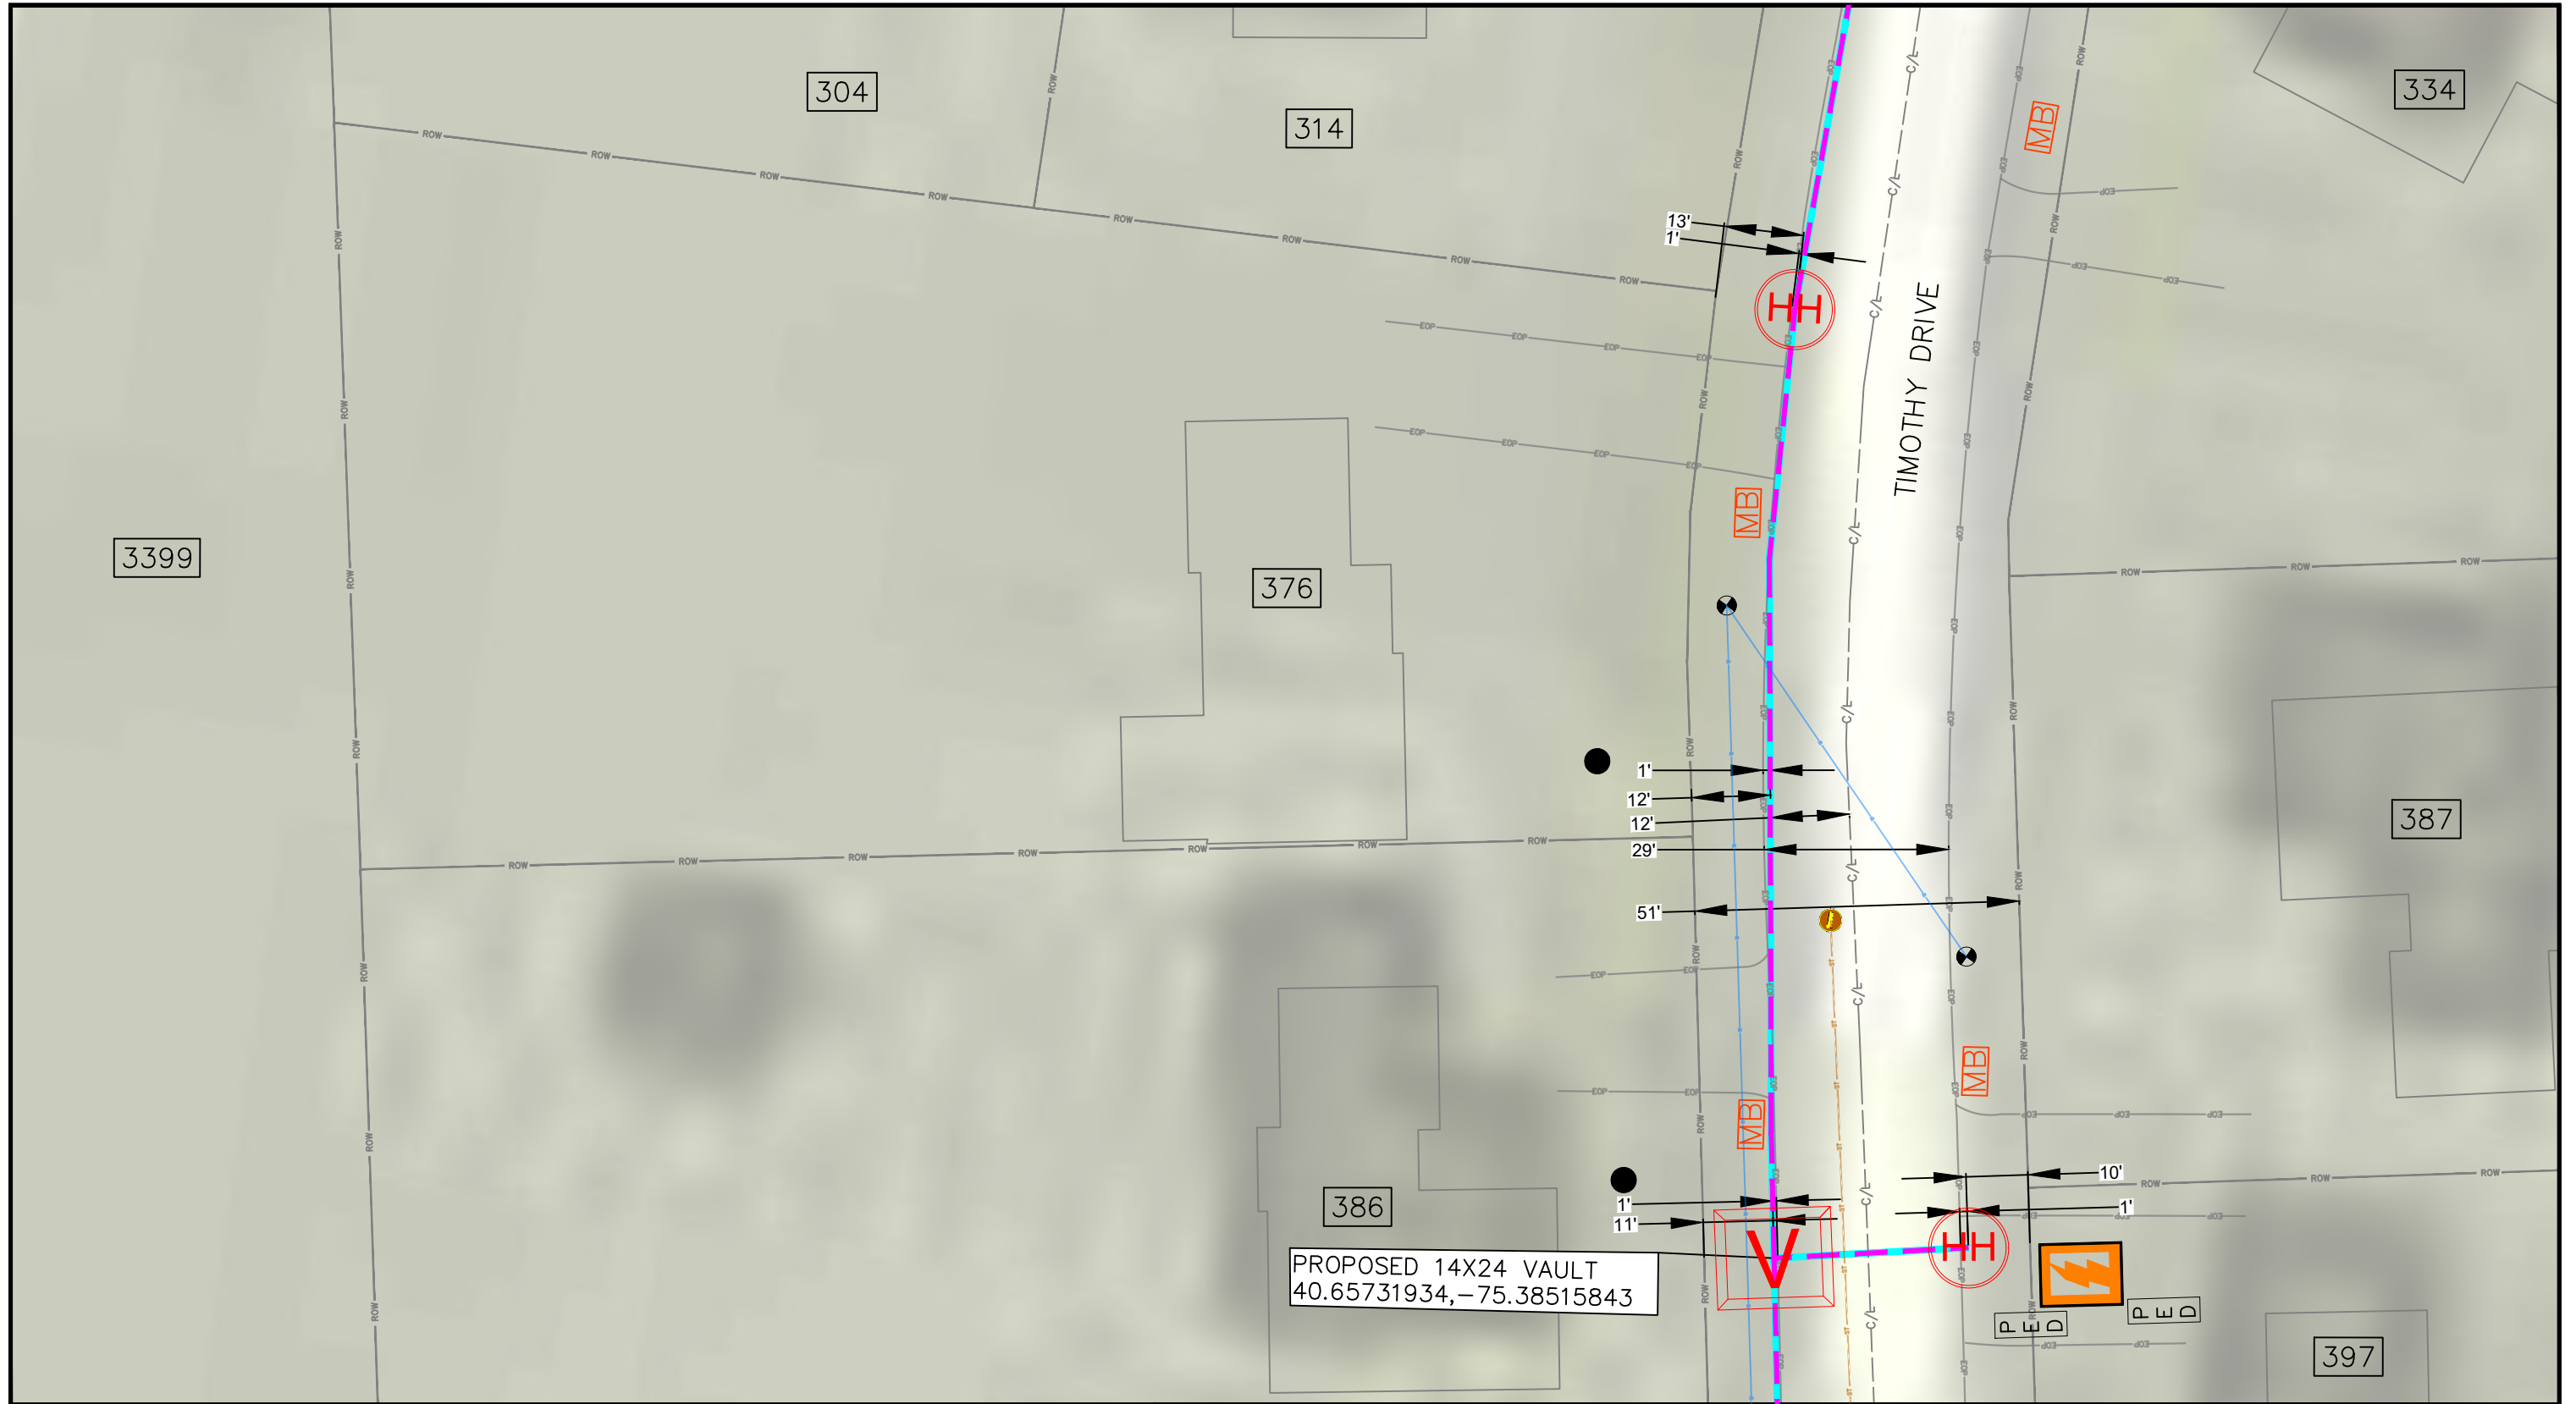 304
314
334
MB
13'
1'
HH
TIMOTHY DRIVE
MB
3399
376
1'
12'
12'
29'
51'
387
MB
MB
10'
1'
1'
11'
386
V
HH
PROPOSED 14X24 VAULT
40.65731934,-75.38515843
PED
PED
397
ROW
EOP
C/L
ST